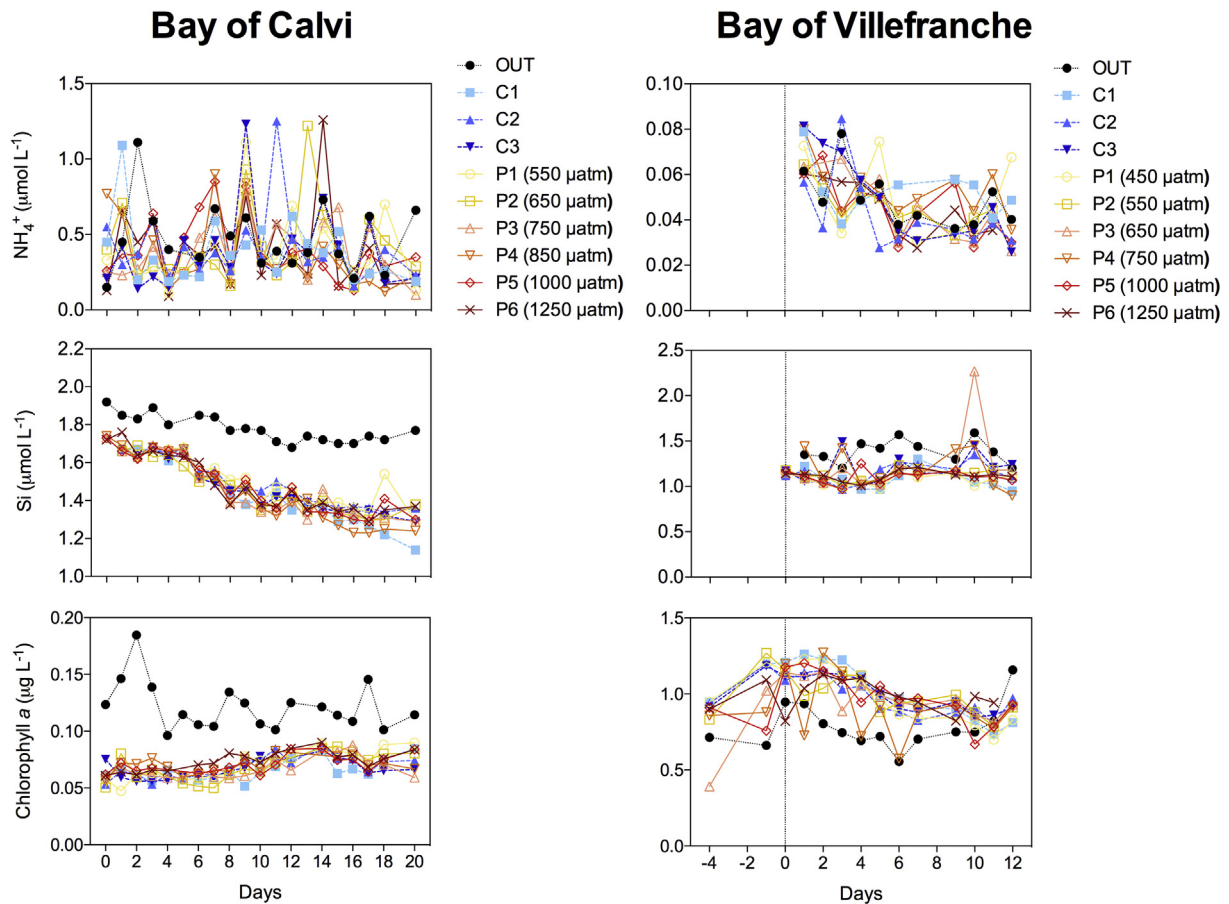 Bay of Calvi
Bay of Villefranche
NH₄⁺ (µmol L⁻¹)
1.5
1.0
0.5
0.0
OUT
C1
C2
C3
P1 (550 µatm)
P2 (650 µatm)
P3 (750 µatm)
P4 (850 µatm)
P5 (1000 µatm)
P6 (1250 µatm)
0.10
0.08
0.06
0.04
0.02
0.00
OUT
C1
C2
C3
P1 (450 µatm)
P2 (550 µatm)
P3 (650 µatm)
P4 (750 µatm)
P5 (1000 µatm)
P6 (1250 µatm)
Si (µmol L⁻¹)
2.2
2.0
1.8
1.6
1.4
1.2
1.0
2.5
2.0
1.5
1.0
0.5
0.0
Chlorophyll a (µg L⁻¹)
0.20
0.15
0.10
0.05
0.00
0 2 4 6 8 10 12 14 16 18 20
Days
1.5
1.0
0.5
0.0
-4 -2 0 2 4 6 8 10 12
Days